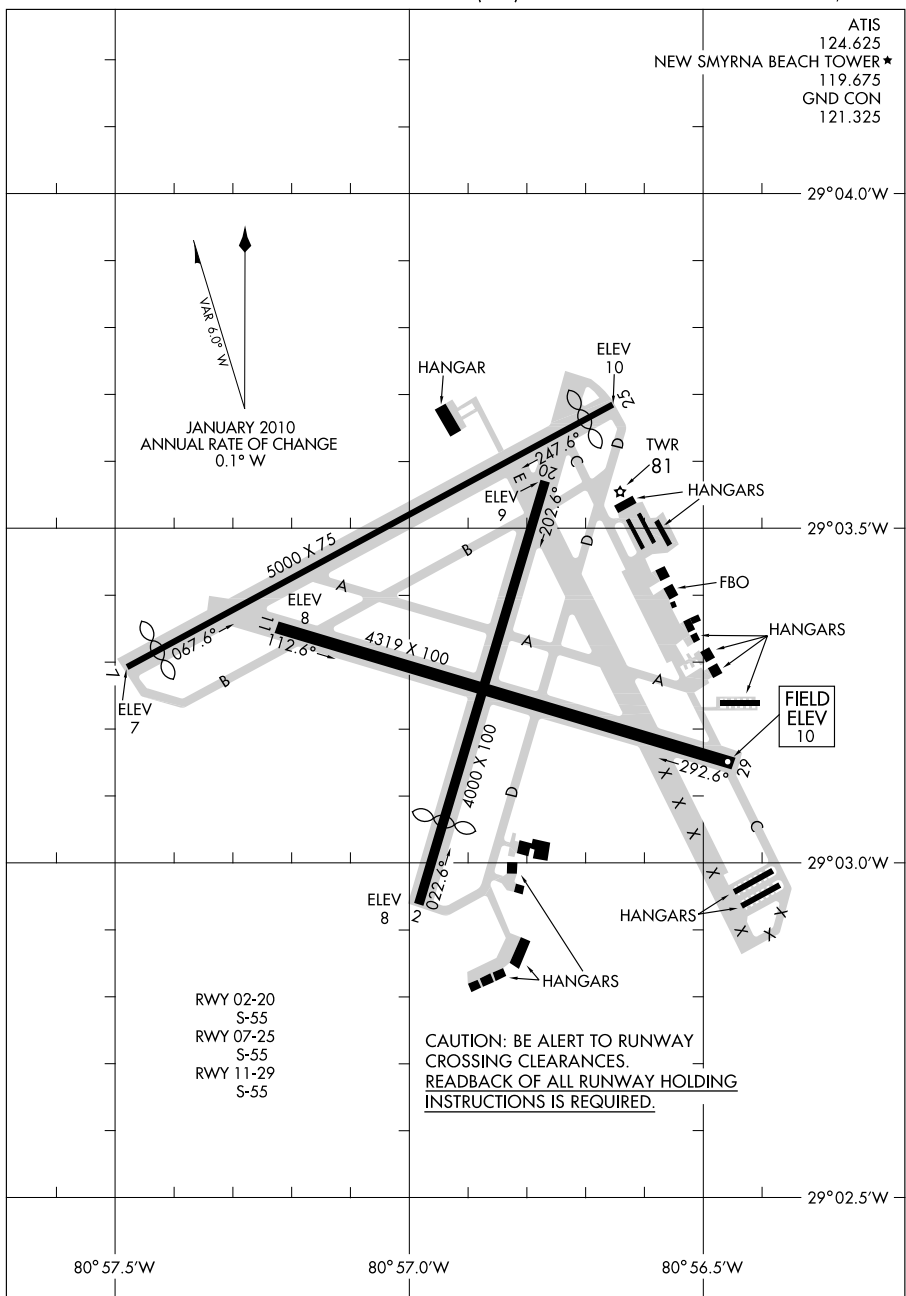 ATIS
124.625
NEW SMYRNA BEACH TOWER★
119.675
GND CON
121.325
29°04.0'W
VAR 6.0° W
JANUARY 2010
ANNUAL RATE OF CHANGE
0.1° W
HANGAR
ELEV
10
25
D
TWR
81
247.6°
C
E
20
HANGARS
ELEV
9
202.6°
29°03.5'W
D
B
5000 X 75
FBO
A
ELEV
8
11
4319 X 100
112.6°
067.6°
HANGARS
A
A
B
7
ELEV
7
FIELD
ELEV
10
292.6°
29
X
X
X
X
4000 X 100
D
C
29°03.0'W
022.6°
ELEV
8
2
HANGARS
X
X
X
HANGARS
RWY 02-20
S-55
RWY 07-25
S-55
RWY 11-29
S-55
CAUTION: BE ALERT TO RUNWAY
CROSSING CLEARANCES.
READBACK OF ALL RUNWAY HOLDING
INSTRUCTIONS IS REQUIRED.
29°02.5'W
80°57.5'W
80°57.0'W
80°56.5'W